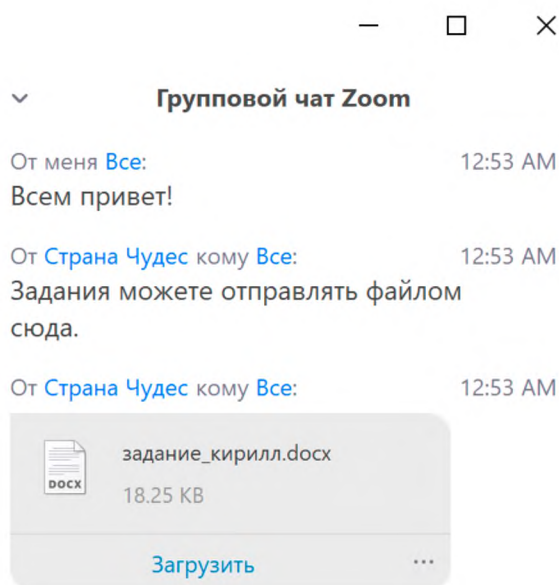 Групповой чат Zoom
От меня Все: 12:53 AM
Всем привет!
От Страна Чудес кому Все: 12:53 AM
Задания можете отправлять файлом
сюда.
От Страна Чудес кому Все: 12:53 AM
задание_кирилл.docx
DOCX
18.25 KB
Загрузить ...